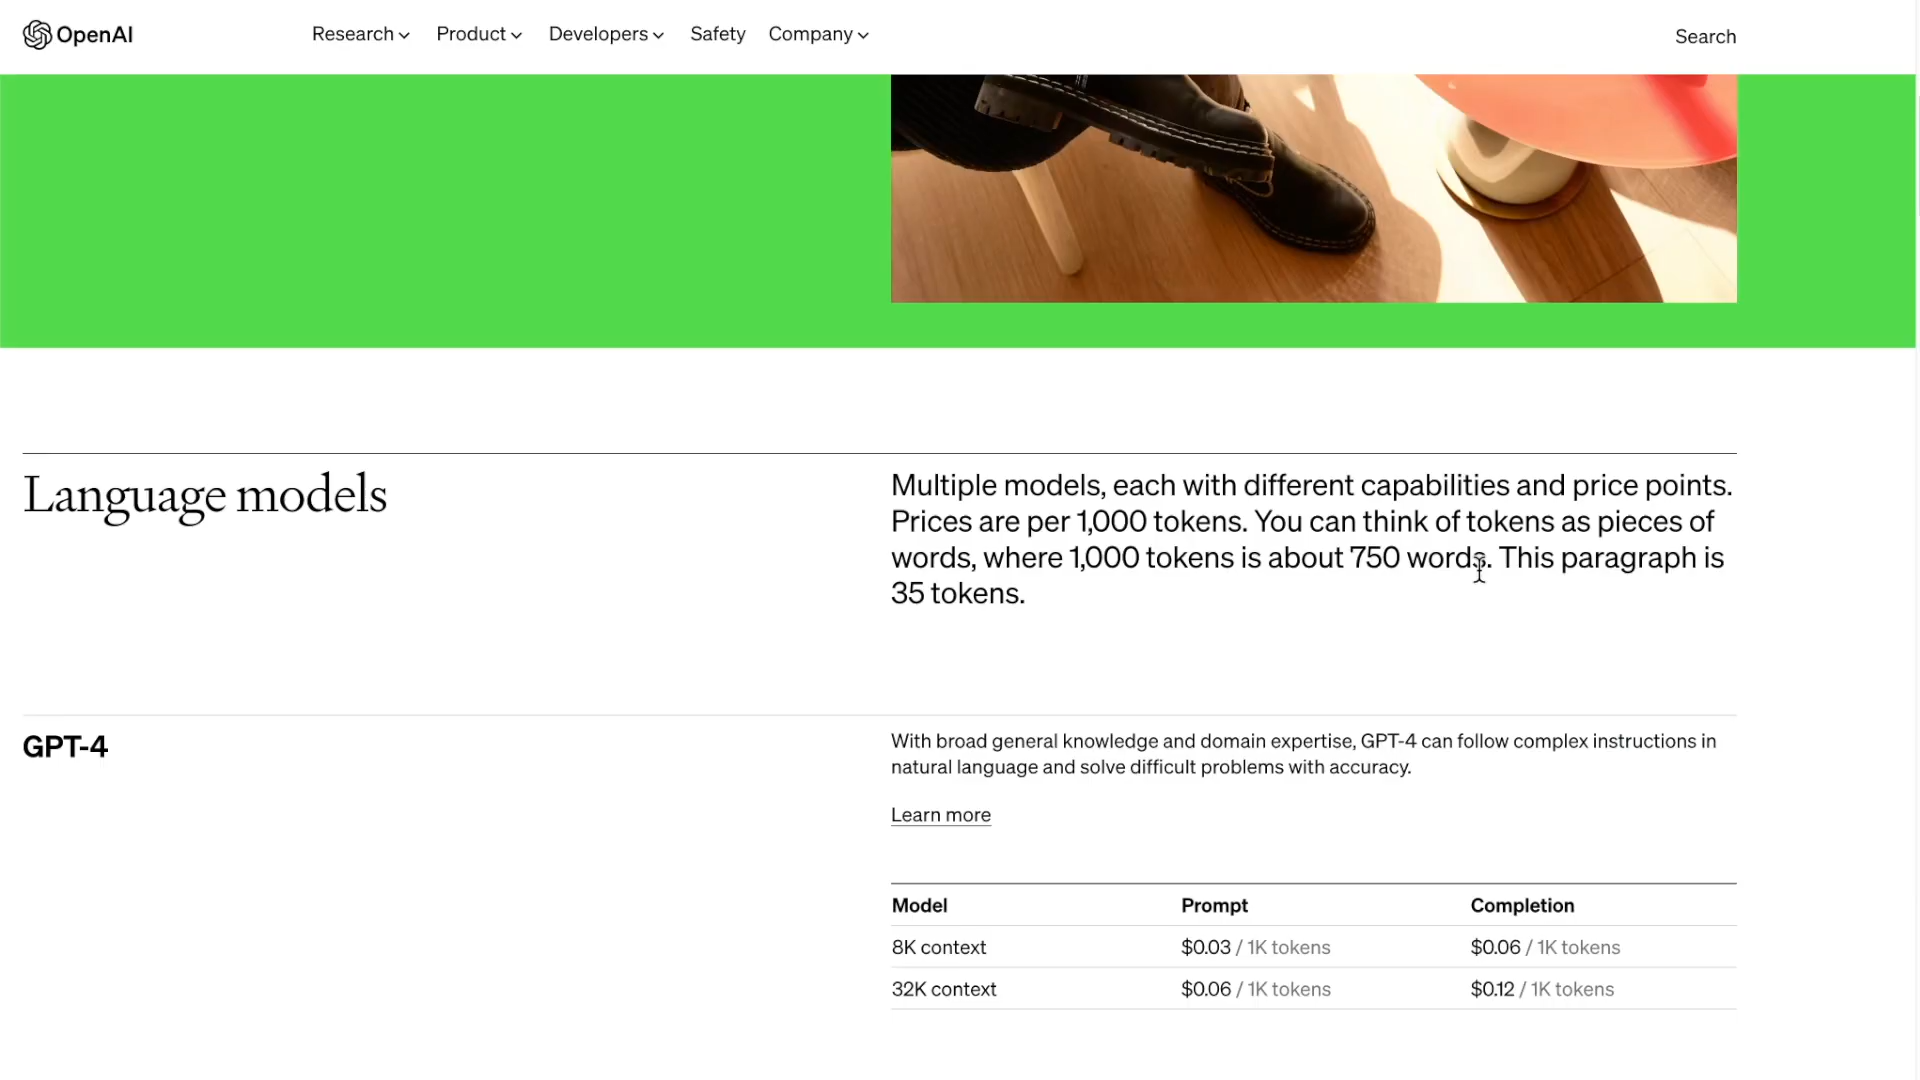 OpenAI
Research
Product
Developers
Safety
Company
Search
Language models
Multiple models, each with different capabilities and price points.
Prices are per 1,000 tokens. You can think of tokens as pieces of
words, where 1,000 tokens is about 750 words. This paragraph is
35 tokens.
GPT-4
With broad general knowledge and domain expertise, GPT-4 can follow complex instructions in
natural language and solve difficult problems with accuracy.
Learn more
Model Prompt Completion
8K context $0.03 / 1K tokens $0.06 / 1K tokens
32K context $0.06 / 1K tokens $0.12 / 1K tokens